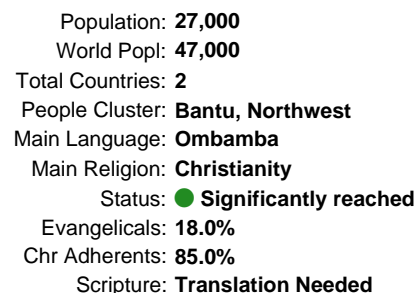 Population: 27,000
World Popl: 47,000
Total Countries: 2
People Cluster: Bantu, Northwest
Main Language: Ombamba
Main Religion: Christianity
Status: Significantly reached
Evangelicals: 18.0%
Chr Adherents: 85.0%
Scripture: Translation Needed